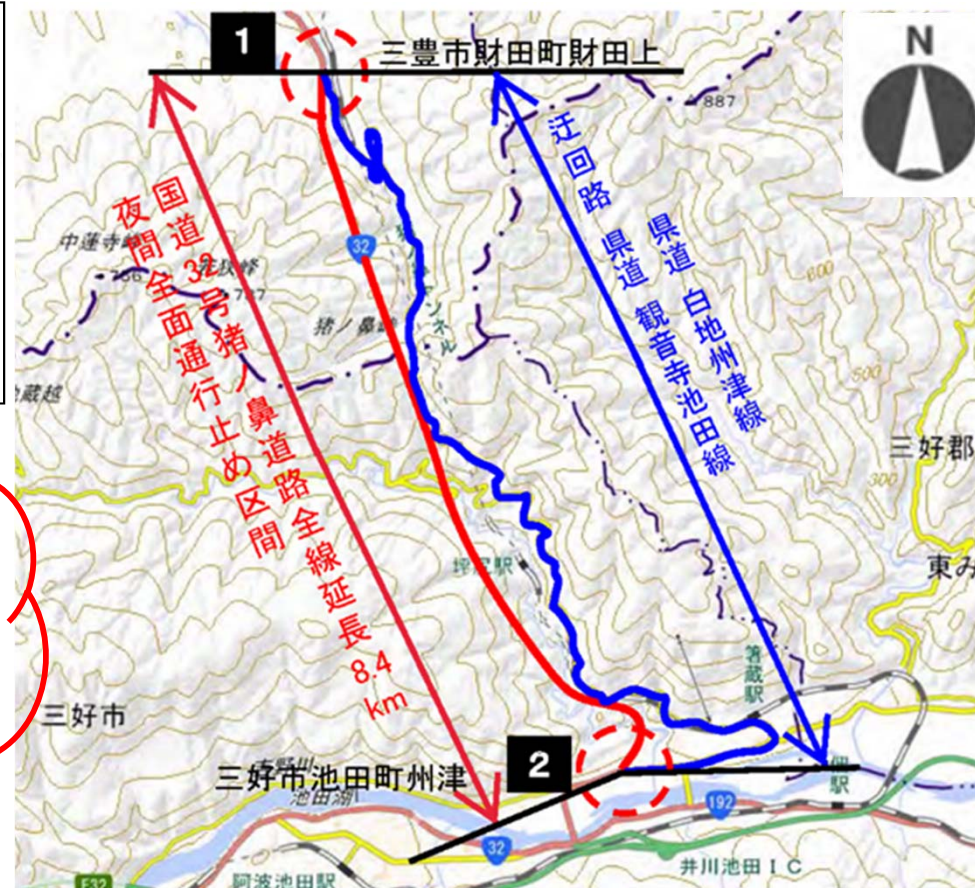 1
三豊市財田町財田上
N
887
迂回路 県道 観音寺池田線
県道 白地州津線
国道32号猪ノ鼻道路全線延長8.4km
夜間全面通行止め区間
中蓮寺峰
32
猪ノ鼻峠
トンネル
600
500
300
三好郡
坪尻駅
東み
箸蔵駅
三好市
2
三好市池田町州津
池田湖
佃駅
192
32
井川池田IC
E32
阿波池田駅